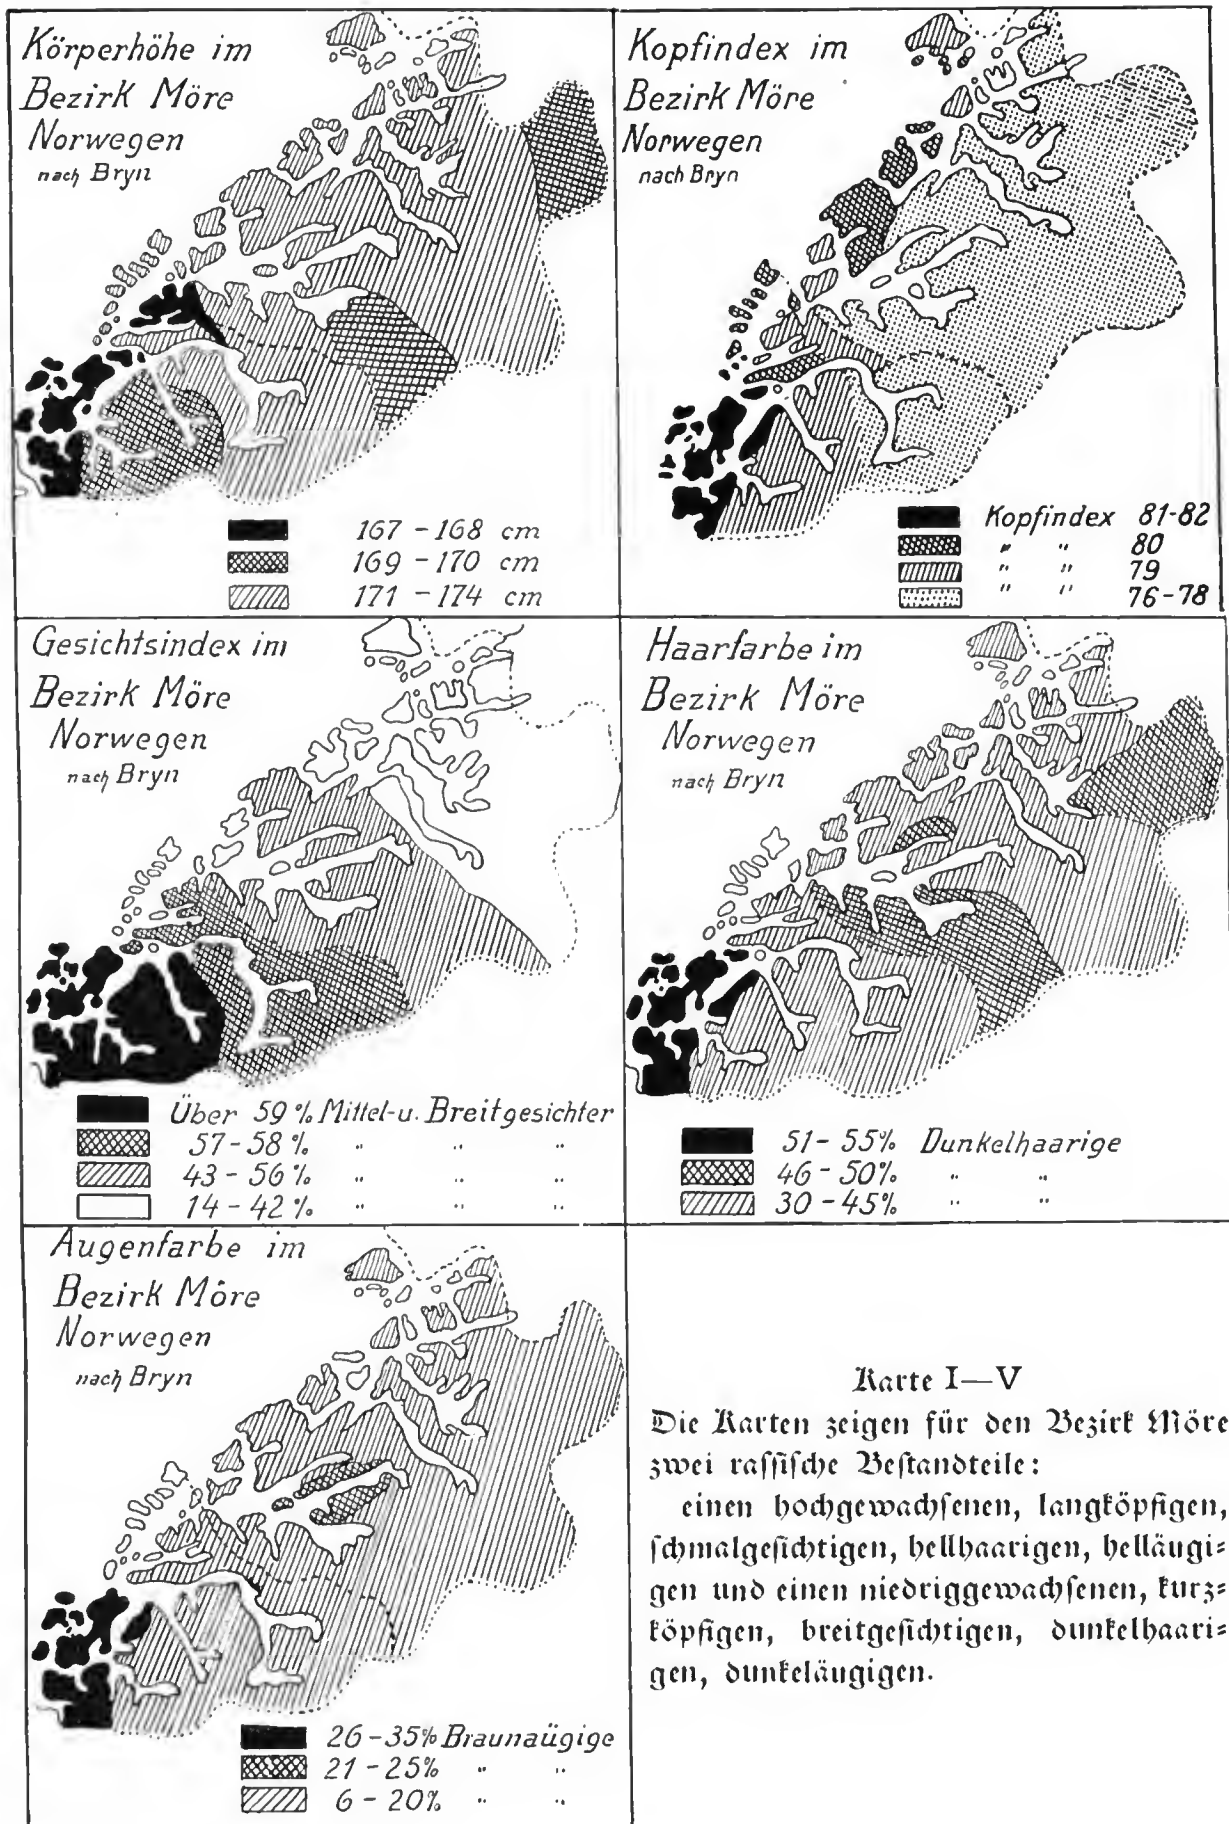 Körperhöhe im
Bezirk Möre
Norwegen
nach Bryn
167 - 168 cm
169 - 170 cm
171 - 174 cm
Kopfindex im
Bezirk Möre
Norwegen
nach Bryn
Kopfindex 81-82
" " 80
" " 79
" " 76-78
Gesichtsindex im
Bezirk Möre
Norwegen
nach Bryn
Über 59 % Mittel-u. Breitgesichter
57-58 % " " "
43-56 % " " "
14-42 % " " "
Haarfarbe im
Bezirk Möre
Norwegen
nach Bryn
51-55% Dunkelhaarige
46-50% " "
30-45% " "
Augenfarbe im
Bezirk Möre
Norwegen
nach Bryn
26-35% Braunaügige
21-25% " "
6-20% " "
Karte I—V
Die Karten zeigen für den Bezirk Möre
zwei rassische Bestandteile:
einen hochgewachsenen, langköpfigen,
schmalgesichtigen, hellhaarigen, helläugi-
gen und einen niedriggewachsenen, kurz-
köpfigen, breitgesichtigen, dunkelhaari-
gen, dunkeläugigen.